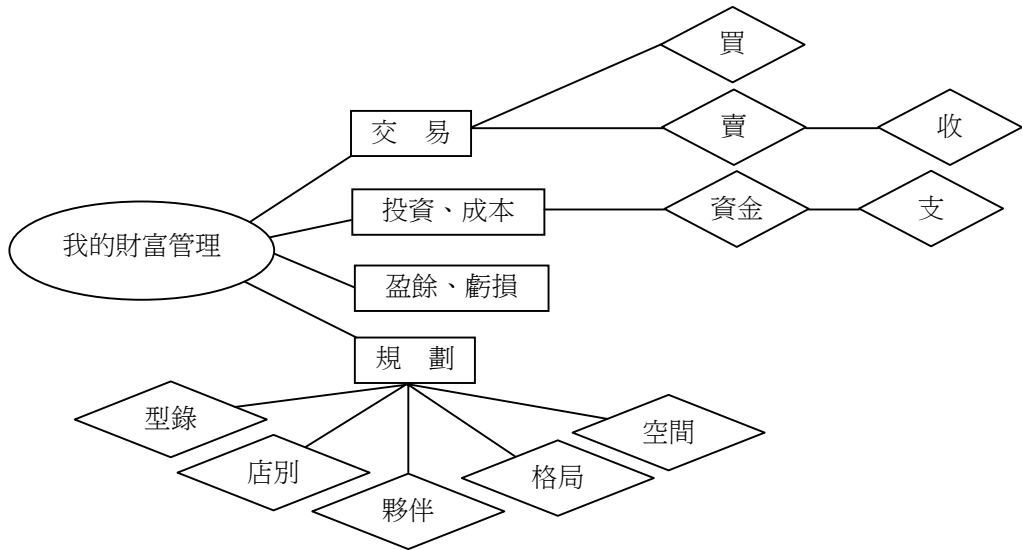 買
交　易
賣
收
投資、成本
資金
支
我的財富管理
盈餘、虧損
規　劃
型錄
店別
夥伴
格局
空間